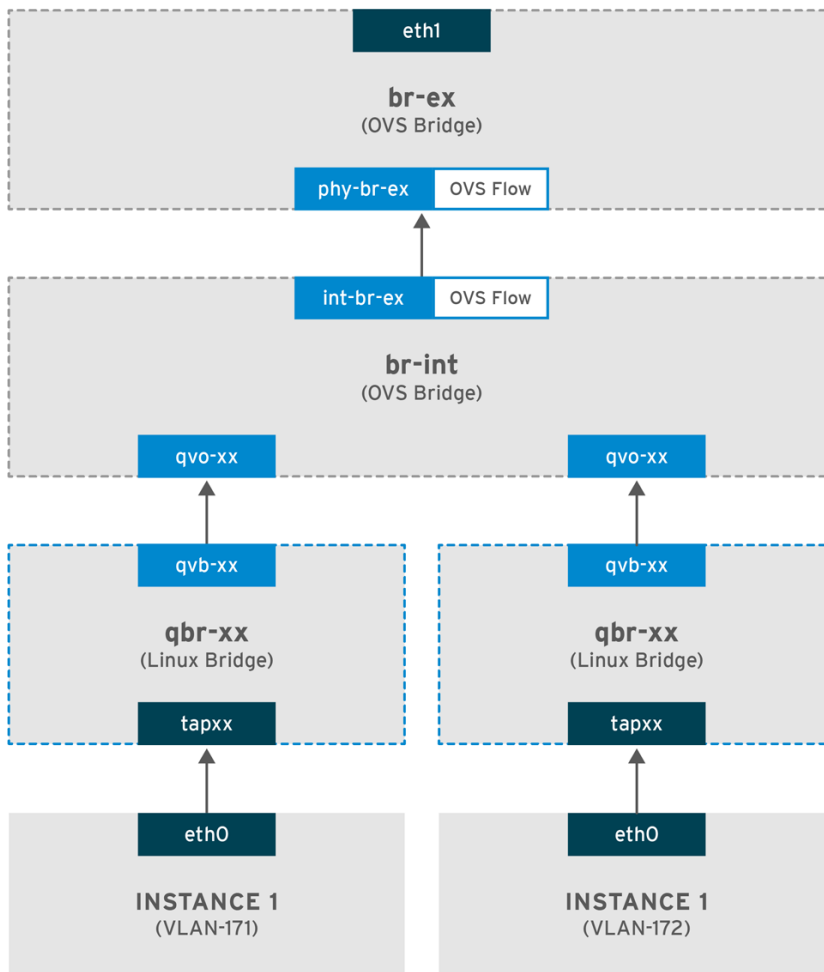 eth1
br-ex
(OVS Bridge)
phy-br-ex OVS Flow
int-br-ex OVS Flow
br-int
(OVS Bridge)
qvo-xx qvo-xx
qvb-xx qvb-xx
qbr-xx qbr-xx
(Linux Bridge) (Linux Bridge)
tapxx tapxx
eth0 eth0
INSTANCE 1 INSTANCE 1
(VLAN-171) (VLAN-172)